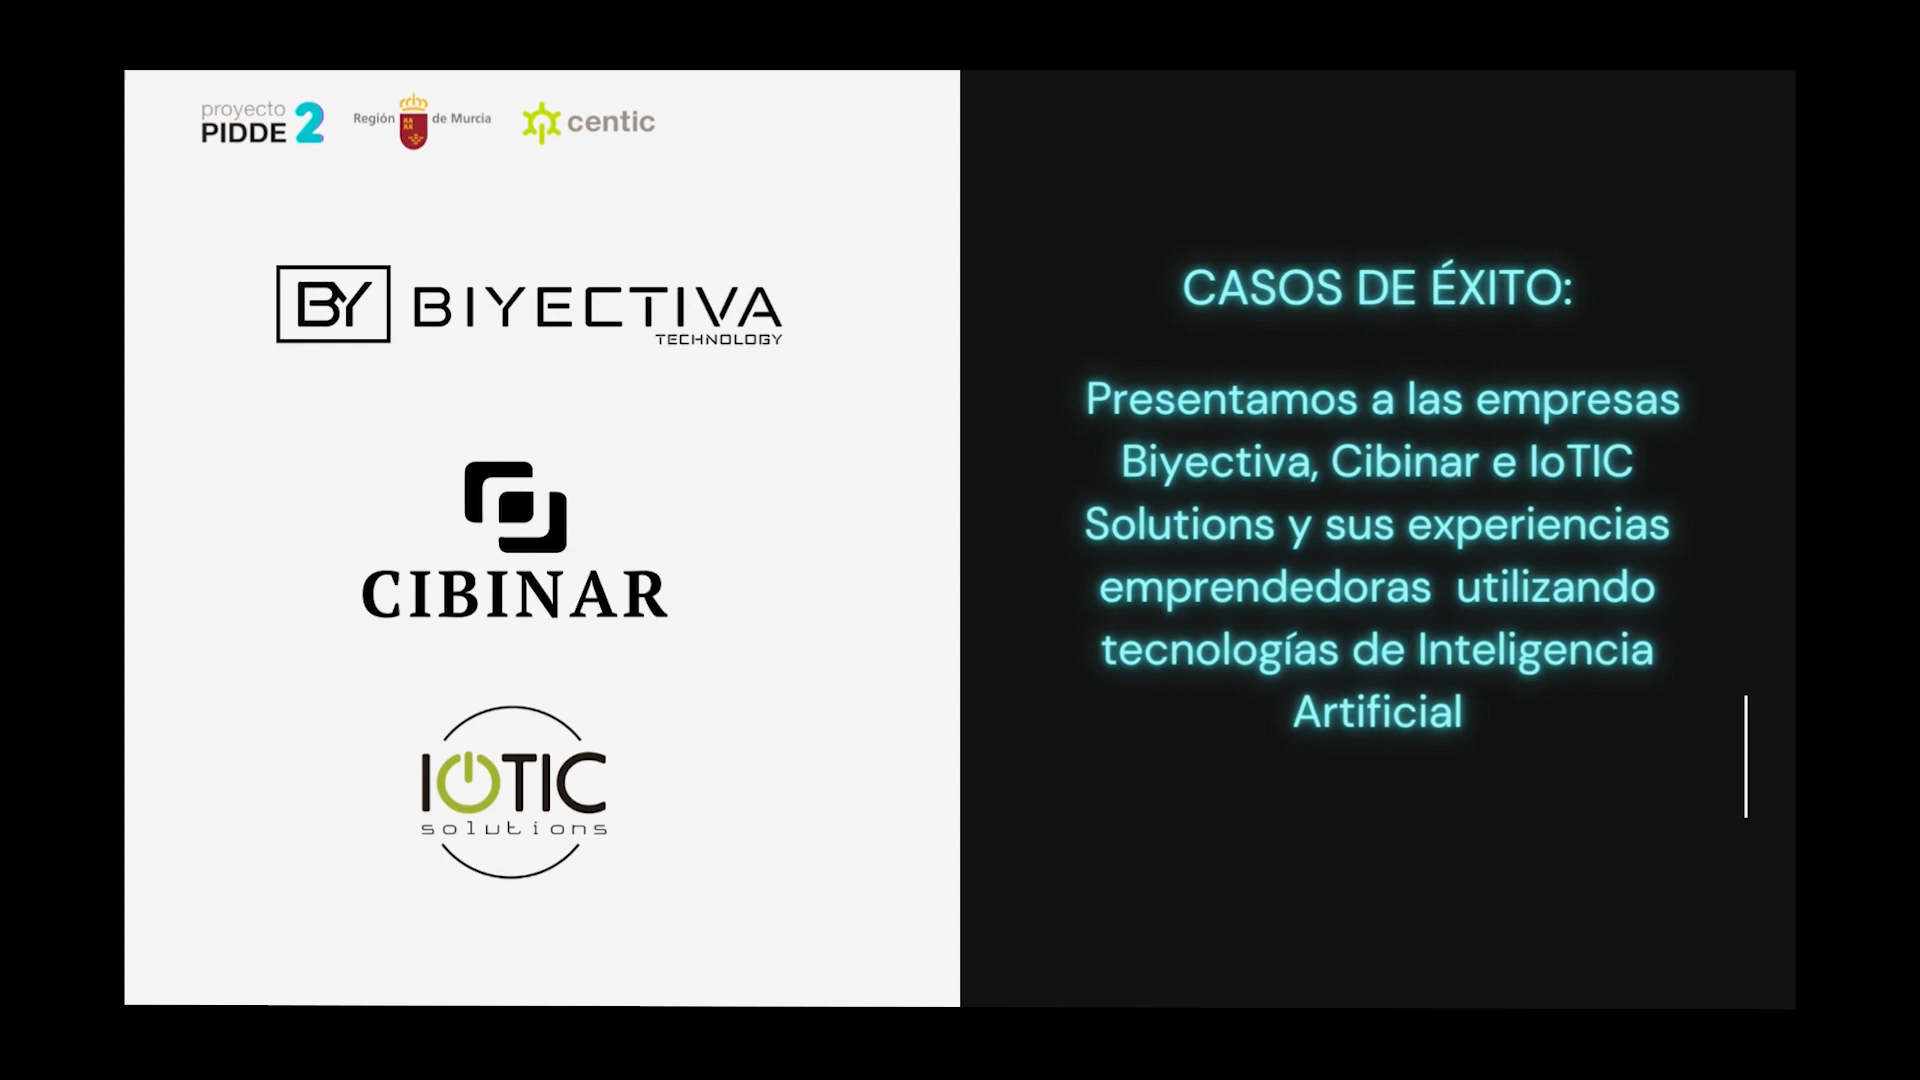 proyecto
PIDDE 2
Región de Murcia
centic
BY BIYECTIVA
TECHNOLOGY
CIBINAR
IOTIC
solutions
CASOS DE ÉXITO:
Presentamos a las empresas
Biyectiva, Cibinar e IoTIC
Solutions y sus experiencias
emprendedoras utilizando
tecnologías de Inteligencia
Artificial